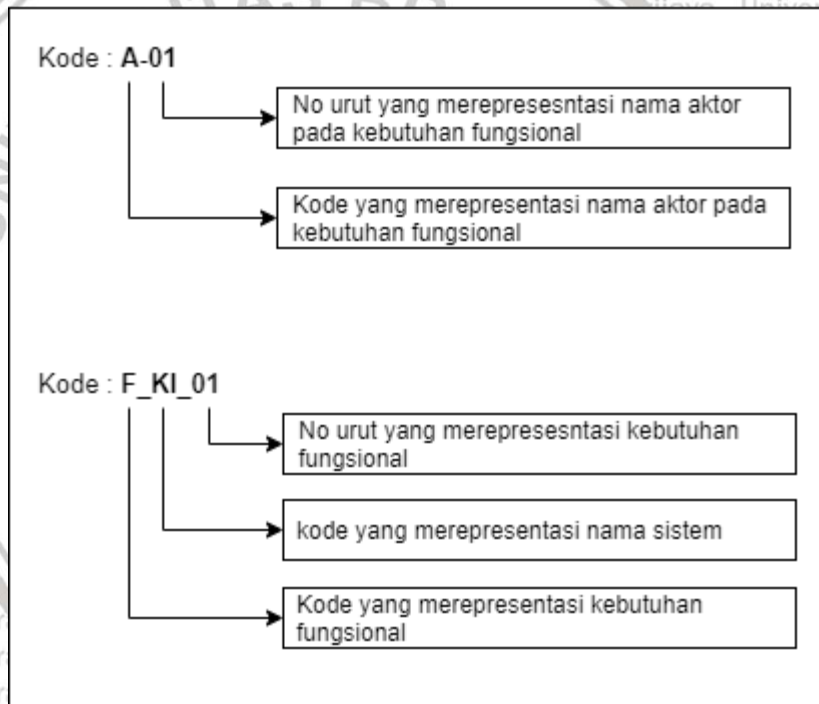 Kode : A-01
No urut yang merepresesntasi nama aktor
pada kebutuhan fungsional
Kode yang merepresentasi nama aktor pada
kebutuhan fungsional
Kode : F_KI_01
No urut yang merepresesntasi kebutuhan
fungsional
kode yang merepresentasi nama sistem
Kode yang merepresentasi kebutuhan
fungsional